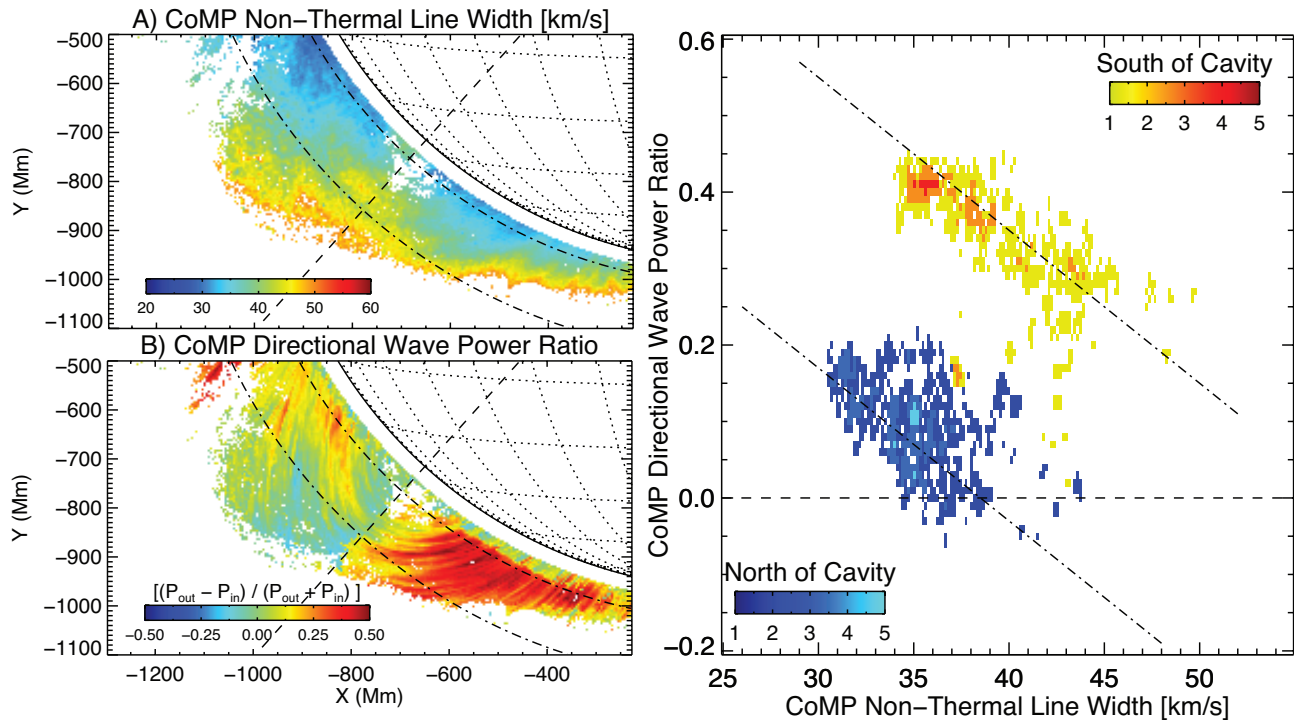 A) CoMP Non−Thermal Line Width [km/s]
−500
−600
−700
−800
−900
−1000
−1100
Y (Mm)
20 30 40 50 60
B) CoMP Directional Wave Power Ratio
−500
−600
−700
−800
−900
−1000
−1100
Y (Mm)
[(P_out − P_in) / (P_out + P_in) ]
−0.50 −0.25 0.00 0.25 0.50
−1200 −1000 −800 −600 −400
X (Mm)
0.6
0.4
0.2
0.0
−0.2
CoMP Directional Wave Power Ratio
South of Cavity
1 2 3 4 5
North of Cavity
1 2 3 4 5
25 30 35 40 45 50
CoMP Non−Thermal Line Width [km/s]